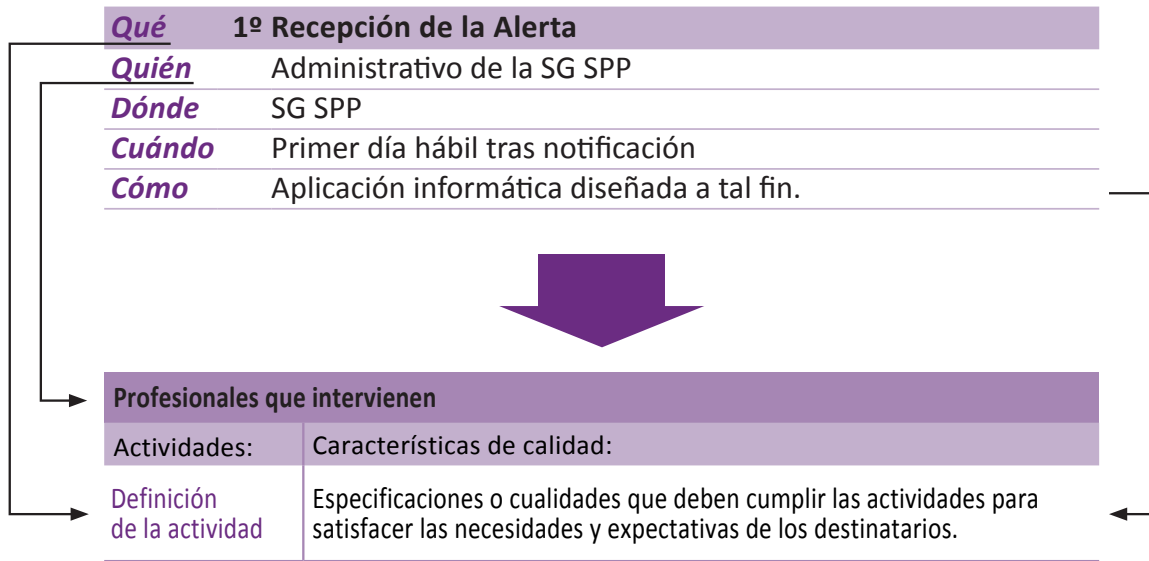 Qué 1º Recepción de la Alerta
Quién Administrativo de la SG SPP
Dónde SG SPP
Cuándo Primer día hábil tras notificación
Cómo Aplicación informática diseñada a tal fin.
Profesionales que intervienen
Actividades: Características de calidad:
Definición
de la actividad
Especificaciones o cualidades que deben cumplir las actividades para
satisfacer las necesidades y expectativas de los destinatarios.